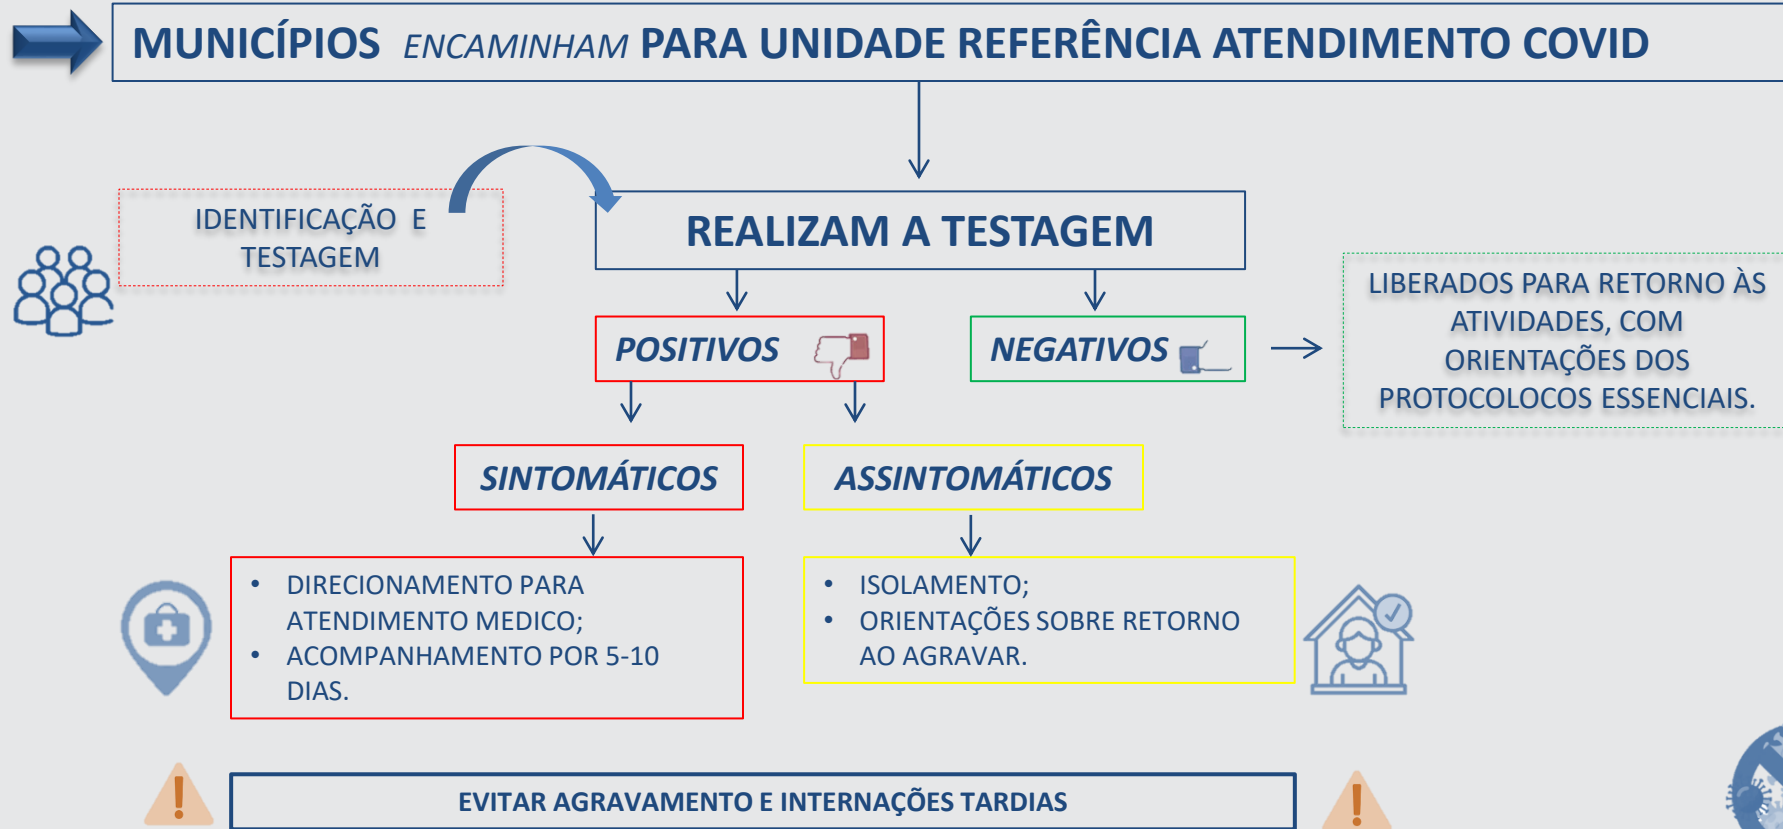 MUNICÍPIOS ENCAMINHAM PARA UNIDADE REFERÊNCIA ATENDIMENTO COVID
IDENTIFICAÇÃO E
TESTAGEM
REALIZAM A TESTAGEM
POSITIVOS
NEGATIVOS
LIBERADOS PARA RETORNO ÀS
ATIVIDADES, COM
ORIENTAÇÕES DOS
PROTOCOLOCOS ESSENCIAIS.
SINTOMÁTICOS
ASSINTOMÁTICOS
• DIRECIONAMENTO PARA
ATENDIMENTO MEDICO;
• ACOMPANHAMENTO POR 5-10
DIAS.
• ISOLAMENTO;
• ORIENTAÇÕES SOBRE RETORNO
AO AGRAVAR.
EVITAR AGRAVAMENTO E INTERNAÇÕES TARDIAS